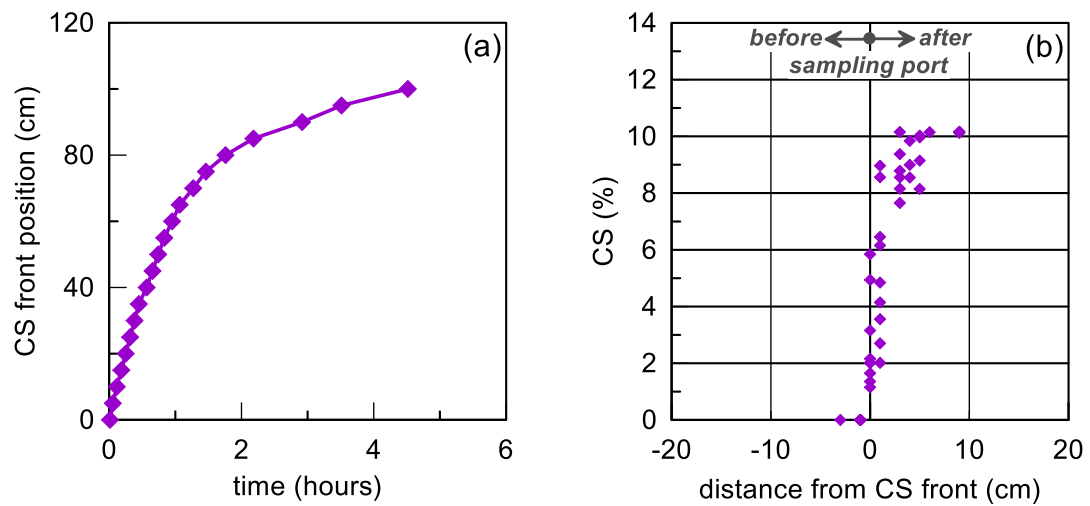 120
80
40
0
0
2
4
6
CS front position (cm)
time (hours)
(a)
14
12
10
8
6
4
2
0
-20
-10
0
10
20
CS (%)
distance from CS front (cm)
before after
sampling port
(b)